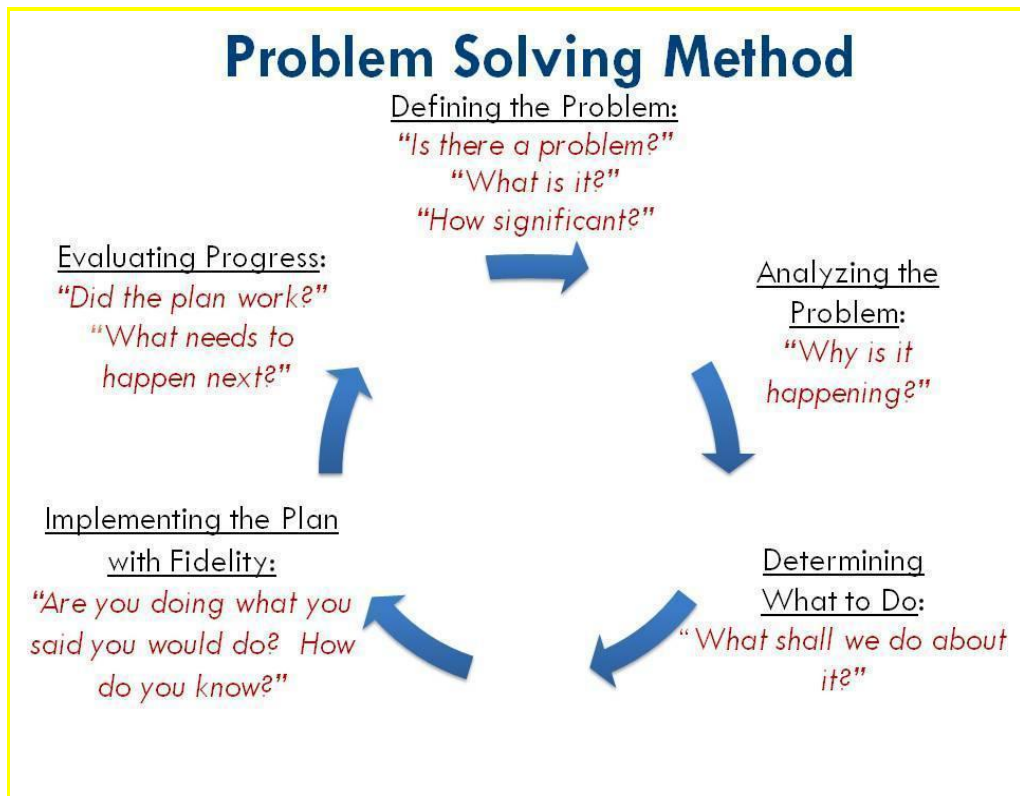 Problem Solving Method
Defining the Problem:
“Is there a problem?”
“What is it?”
“How significant?”
Analyzing the
Problem:
“Why is it
happening?”
Determining
What to Do:
“What shall we do about
it?”
Implementing the Plan
with Fidelity:
“Are you doing what you
said you would do?  How
do you know?”
Evaluating Progress:
“Did the plan work?”
“What needs to
happen next?”